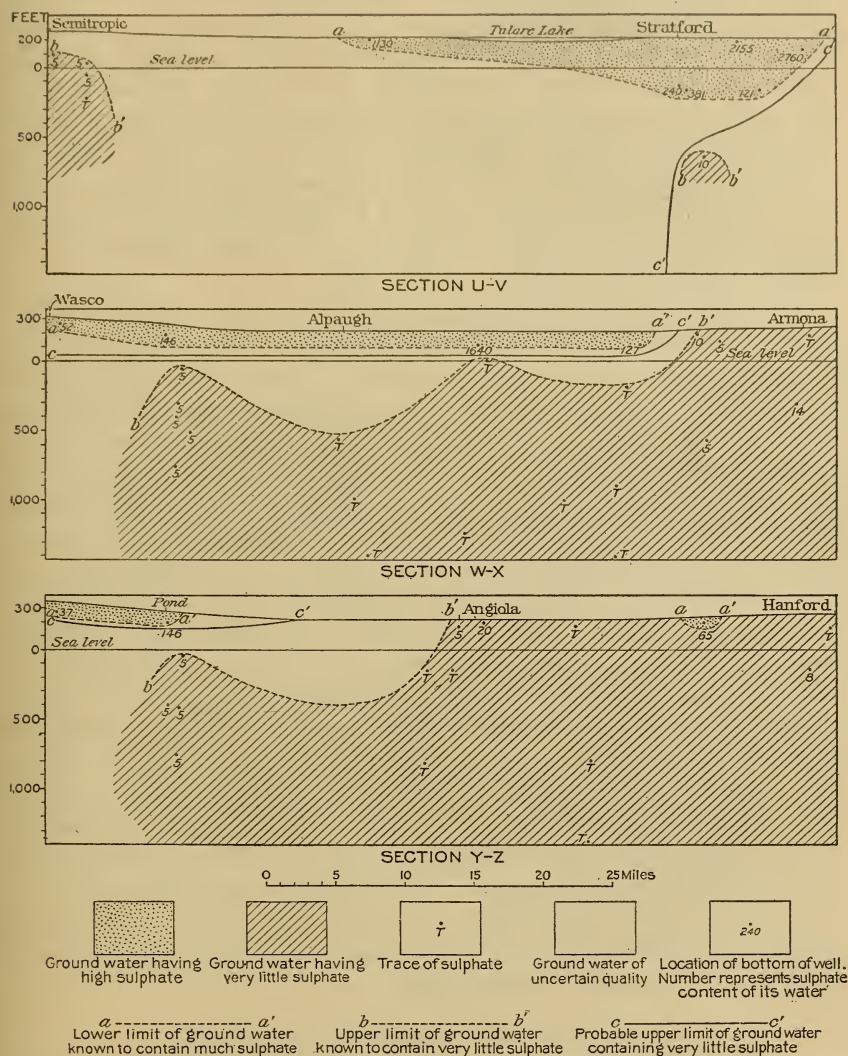 FEET
Semitropic a Tulare Lake Stratford a'
200
b 1130 2155 c
S S Sea level 2760
0
S
T 240 381 121
b'
500
10
b b'
1,000
c'
SECTION U-V
Wasco
300 Alpaugh a' c' b' Armona
a 52 146 1640 127 10 S T
c Sea level
0
S T
b S T
S 14
500 S T S
S
1,000 T T T
T T T
SECTION W-X
300 Pond c' b' Angiola a a' Hanford
a 37 a'
c 146 S 20 T 65 T
Sea level
0
S T T 8
b
S S
500
S T T
1,000
T
SECTION Y-Z
0 5 10 15 20 25 Miles
T 240
Ground water having Ground water having Trace of sulphate Ground water of Location of bottom of well.
high sulphate very little sulphate uncertain quality Number represents sulphate
content of its water
a a' b b' c c'
Lower limit of ground water Upper limit of ground water Probable upper limit of ground water
known to contain much sulphate known to contain very little sulphate containing very little sulphate